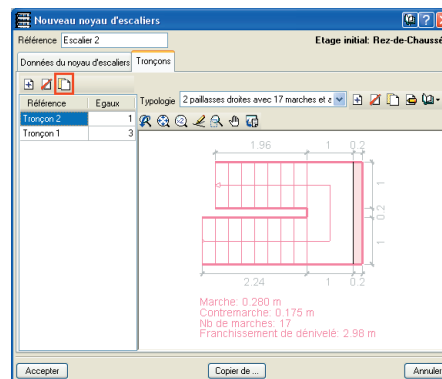 Nouveau noyau d'escaliers
Référence Escalier 2 Etage initial: Rez-de-Chaussé
Données du noyau d'escaliers Tronçons
Référence Egaux
Tronçon 2 1
Tronçon 1 3
Typologie 2 paillasses droites avec 17 marches et
1.96 1 0.2
1
0.2
1
2.24 1 0.2
Marche: 0.280 m
Contremarche: 0.175 m
Nb de marches: 17
Franchissement de dénivelé: 2.98 m
Accepter Copier de ... Annuler